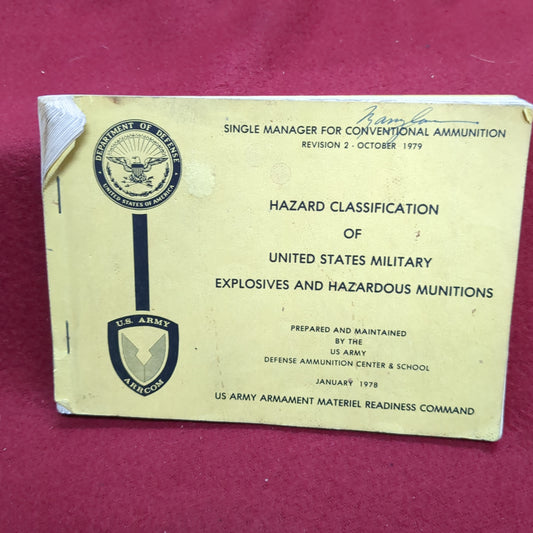 DEPARTMENT OF DEFENSE
UNITED STATES OF AMERICA
U.S. ARMY
ARRCOM
SINGLE MANAGER FOR CONVENTIONAL AMMUNITION
REVISION 2 - OCTOBER 1979
HAZARD CLASSIFICATION
OF
UNITED STATES MILITARY
EXPLOSIVES AND HAZARDOUS MUNITIONS
PREPARED AND MAINTAINED
BY THE
US ARMY
DEFENSE AMMUNITION CENTER & SCHOOL
JANUARY 1978
US ARMY ARMAMENT MATERIEL READINESS COMMAND